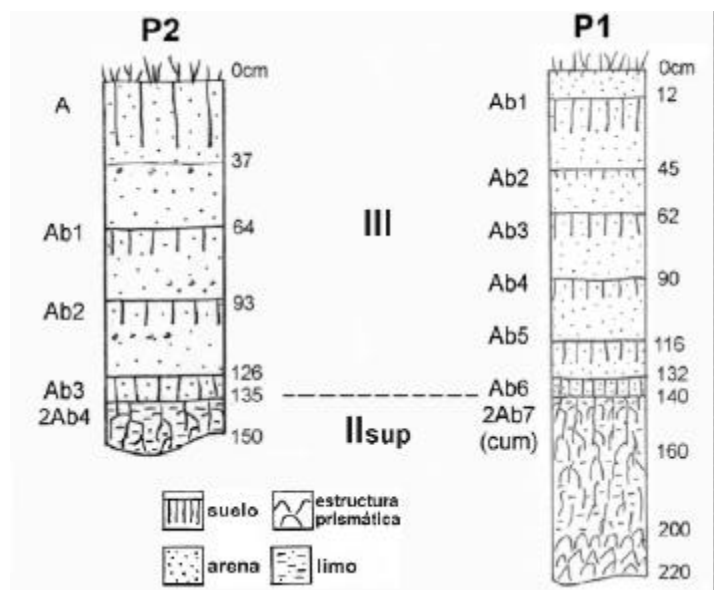 P2
P1
0cm
A
37
64
Ab1
93
Ab2
126
Ab3
135
2Ab4
150
III
IIsup
0cm
12
Ab1
45
Ab2
62
Ab3
90
Ab4
Ab5
116
132
Ab6
140
2Ab7
(cum)
160
200
220
suelo
estructura
prismática
arena
limo